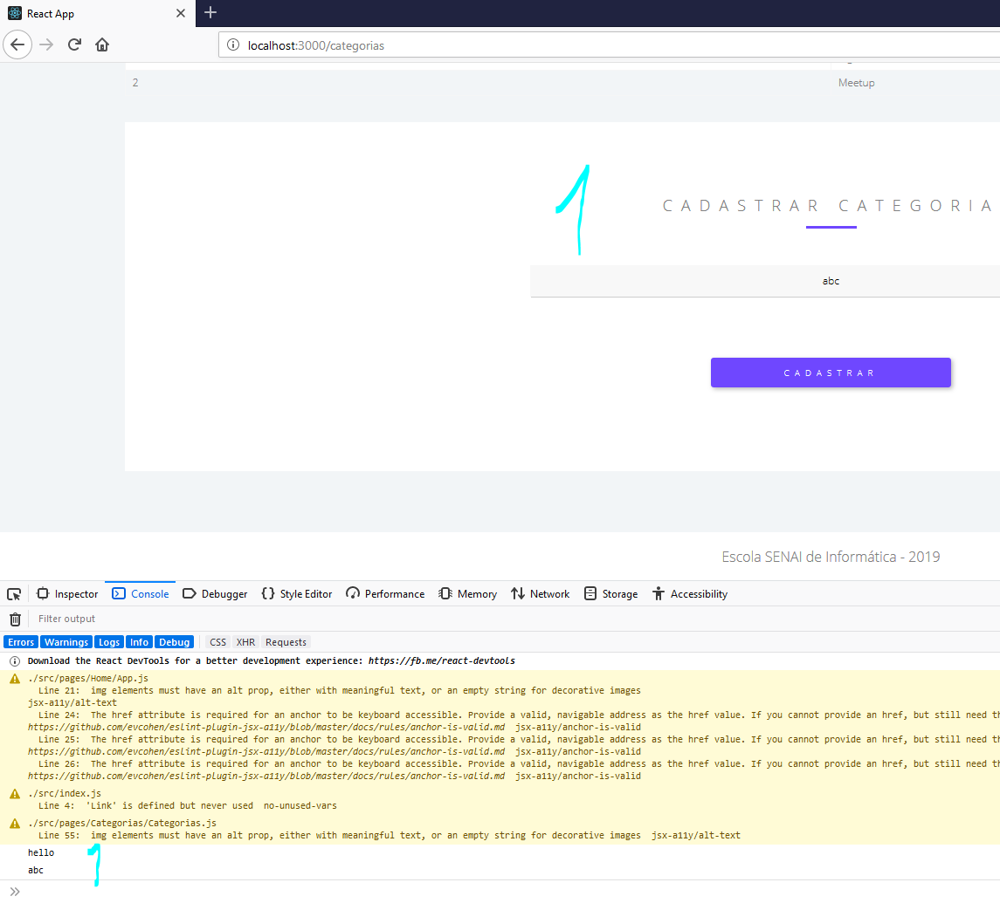 React App
localhost:3000/categorias
2 Meetup
1
CADASTRAR CATEGORIA
abc
CADASTRAR
Escola SENAI de Informática - 2019
Inspector Console Debugger Style Editor Performance Memory Network Storage Accessibility
Filter output
Errors Warnings Logs Info Debug CSS XHR Requests
Download the React DevTools for a better development experience: https://fb.me/react-devtools
./src/pages/Home/App.js
Line 21: img elements must have an alt prop, either with meaningful text, or an empty string for decorative images
jsx-a11y/alt-text
Line 24: The href attribute is required for an anchor to be keyboard accessible. Provide a valid, navigable address as the href value. If you cannot provide an href, but still need
https://github.com/evcohen/eslint-plugin-jsx-a11y/blob/master/docs/rules/anchor-is-valid.md jsx-a11y/anchor-is-valid
Line 25: The href attribute is required for an anchor to be keyboard accessible. Provide a valid, navigable address as the href value. If you cannot provide an href, but still need
https://github.com/evcohen/eslint-plugin-jsx-a11y/blob/master/docs/rules/anchor-is-valid.md jsx-a11y/anchor-is-valid
Line 26: The href attribute is required for an anchor to be keyboard accessible. Provide a valid, navigable address as the href value. If you cannot provide an href, but still need
https://github.com/evcohen/eslint-plugin-jsx-a11y/blob/master/docs/rules/anchor-is-valid.md jsx-a11y/anchor-is-valid
./src/index.js
Line 4: 'Link' is defined but never used no-unused-vars
./src/pages/Categorias/Categorias.js
Line 55: img elements must have an alt prop, either with meaningful text, or an empty string for decorative images jsx-a11y/alt-text
hello
1
abc